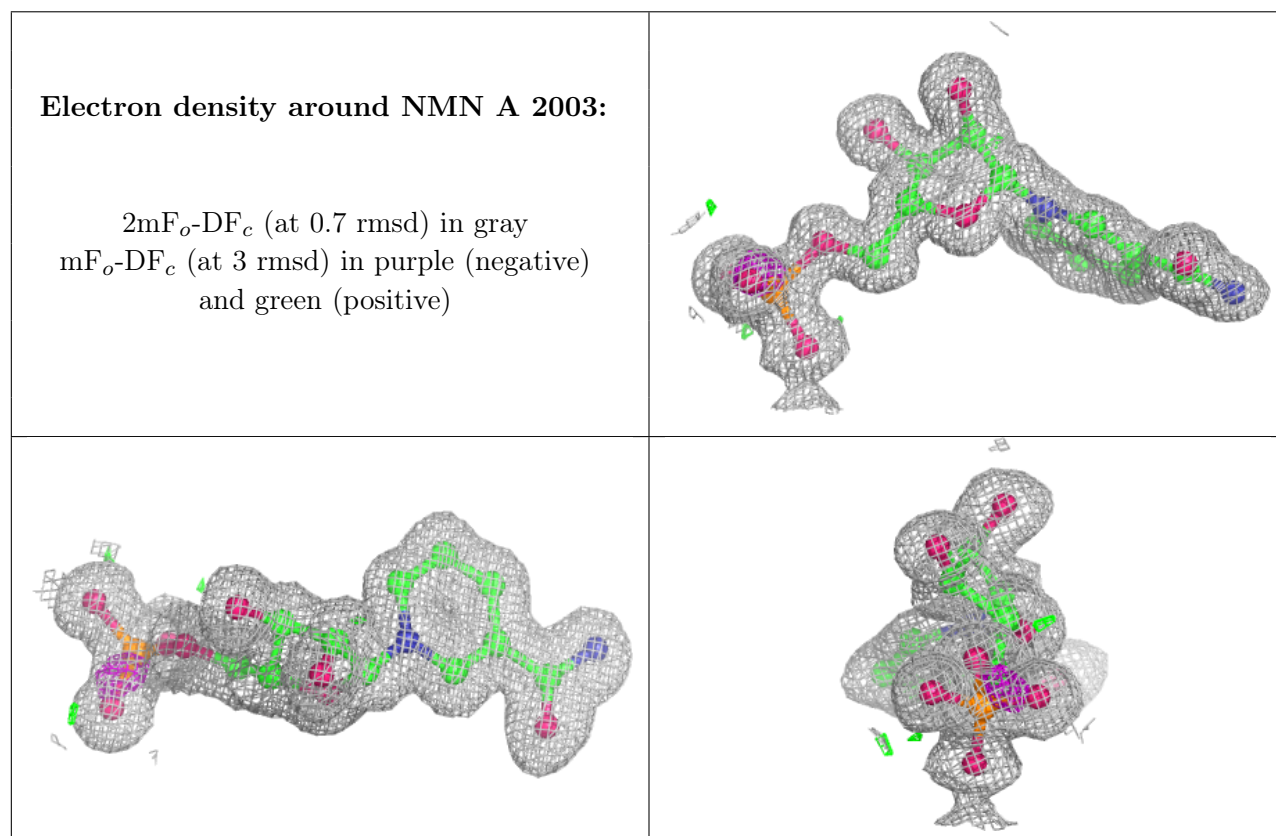 Electron density around NMN A 2003:
2mFₒ-DF𝒸 (at 0.7 rmsd) in gray
mFₒ-DF𝒸 (at 3 rmsd) in purple (negative)
and green (positive)